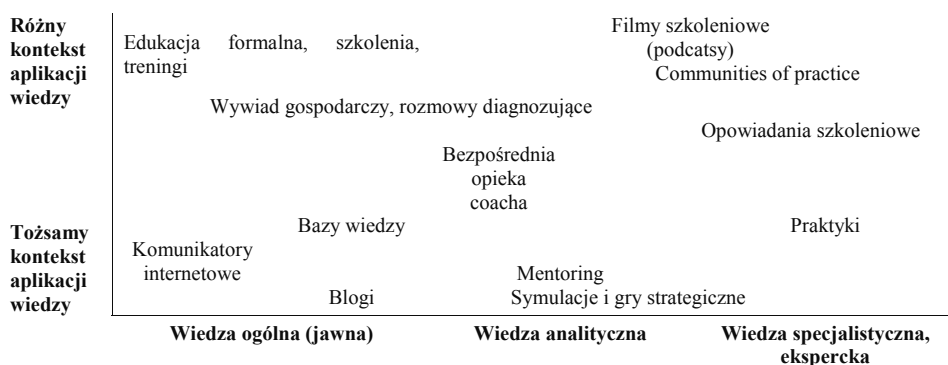 Różny
kontekst
aplikacji
wiedzy
Edukacja formalna, szkolenia,
treningi
Filmy szkoleniowe
(podcatsy)
Communities of practice
Wywiad gospodarczy, rozmowy diagnozujące
Opowiadania szkoleniowe
Bezpośrednia
opieka
coacha
Tożsamy
kontekst
aplikacji
wiedzy
Bazy wiedzy
Praktyki
Komunikatory
internetowe
Mentoring
Blogi
Symulacje i gry strategiczne
Wiedza ogólna (jawna)
Wiedza analityczna
Wiedza specjalistyczna,
ekspercka